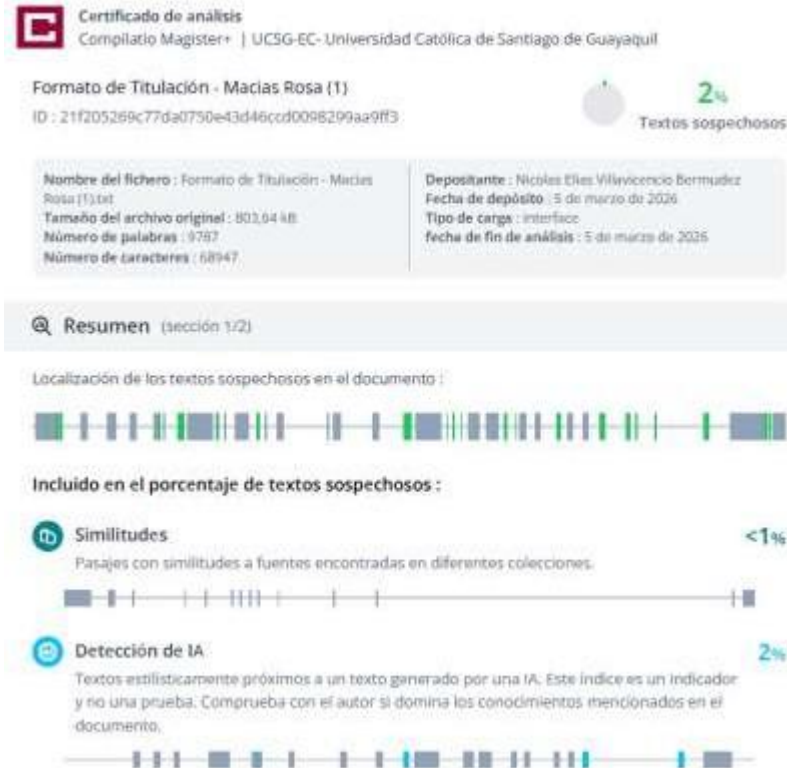 Certificado de análisis
Compilatio Magister+ | UCSG-EC- Universidad Católica de Santiago de Guayaquil
Formato de Titulación - Macias Rosa (1)
ID : 21f205269c77da0750e43d46ccd0098299aa9ff3
2%
Textos sospechosos
Nombre del fichero : Formato de Titulación - Macias
Rosa (1).txt
Tamaño del archivo original : 803,64 kB
Número de palabras : 9767
Número de caracteres : 68947
Depositante : Nicolas Elias Villavicencio Bermudez
Fecha de depósito : 5 de marzo de 2026
Tipo de carga : interface
fecha de fin de análisis : 5 de marzo de 2026
Resumen (sección 1/2)
Localización de los textos sospechosos en el documento :
Incluido en el porcentaje de textos sospechosos :
Similitudes
<1%
Pasajes con similitudes a fuentes encontradas en diferentes colecciones.
Detección de IA
2%
Textos estilísticamente próximos a un texto generado por una IA. Este índice es un indicador
y no una prueba. Comprueba con el autor si domina los conocimientos mencionados en el
documento.